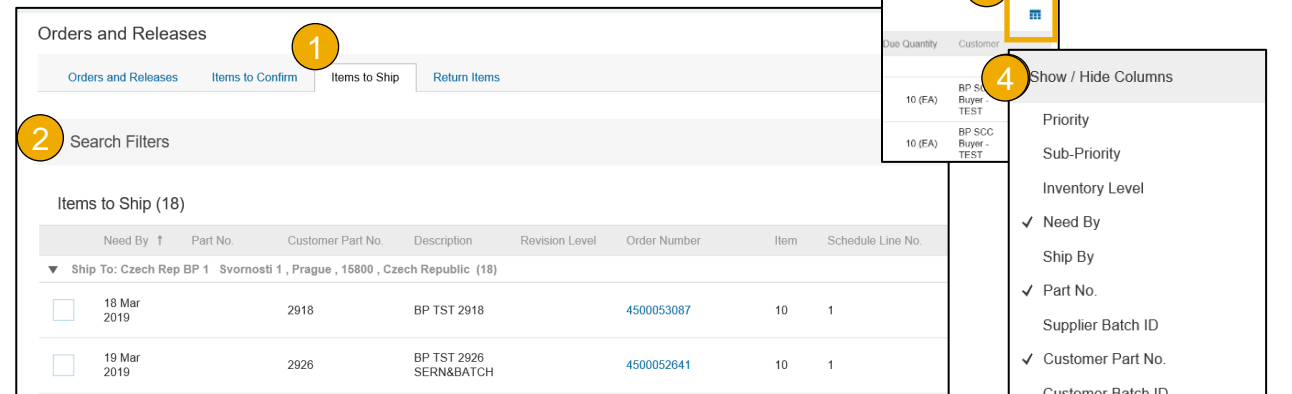 Orders and Releases
1
Orders and Releases Items to Confirm Items to Ship Return Items
2 Search Filters
Items to Ship (18)
Need By ↑ Part No. Customer Part No. Description Revision Level Order Number Item Schedule Line No.
▼ Ship To: Czech Rep BP 1 Svornosti 1 , Prague , 15800 , Czech Republic (18)
18 Mar
2019
2918 BP TST 2918 4500053087 10 1
19 Mar
2019
2926
BP TST 2926
SERN&BATCH
4500052641 10 1
Due Quantity Customer
10 (EA)
BP
Buyer -
TEST
10 (EA)
BP SCC
Buyer -
TEST
4 Show / Hide Columns
Priority
Sub-Priority
Inventory Level
✓ Need By
Ship By
✓ Part No.
Supplier Batch ID
✓ Customer Part No.
Customer Batch ID